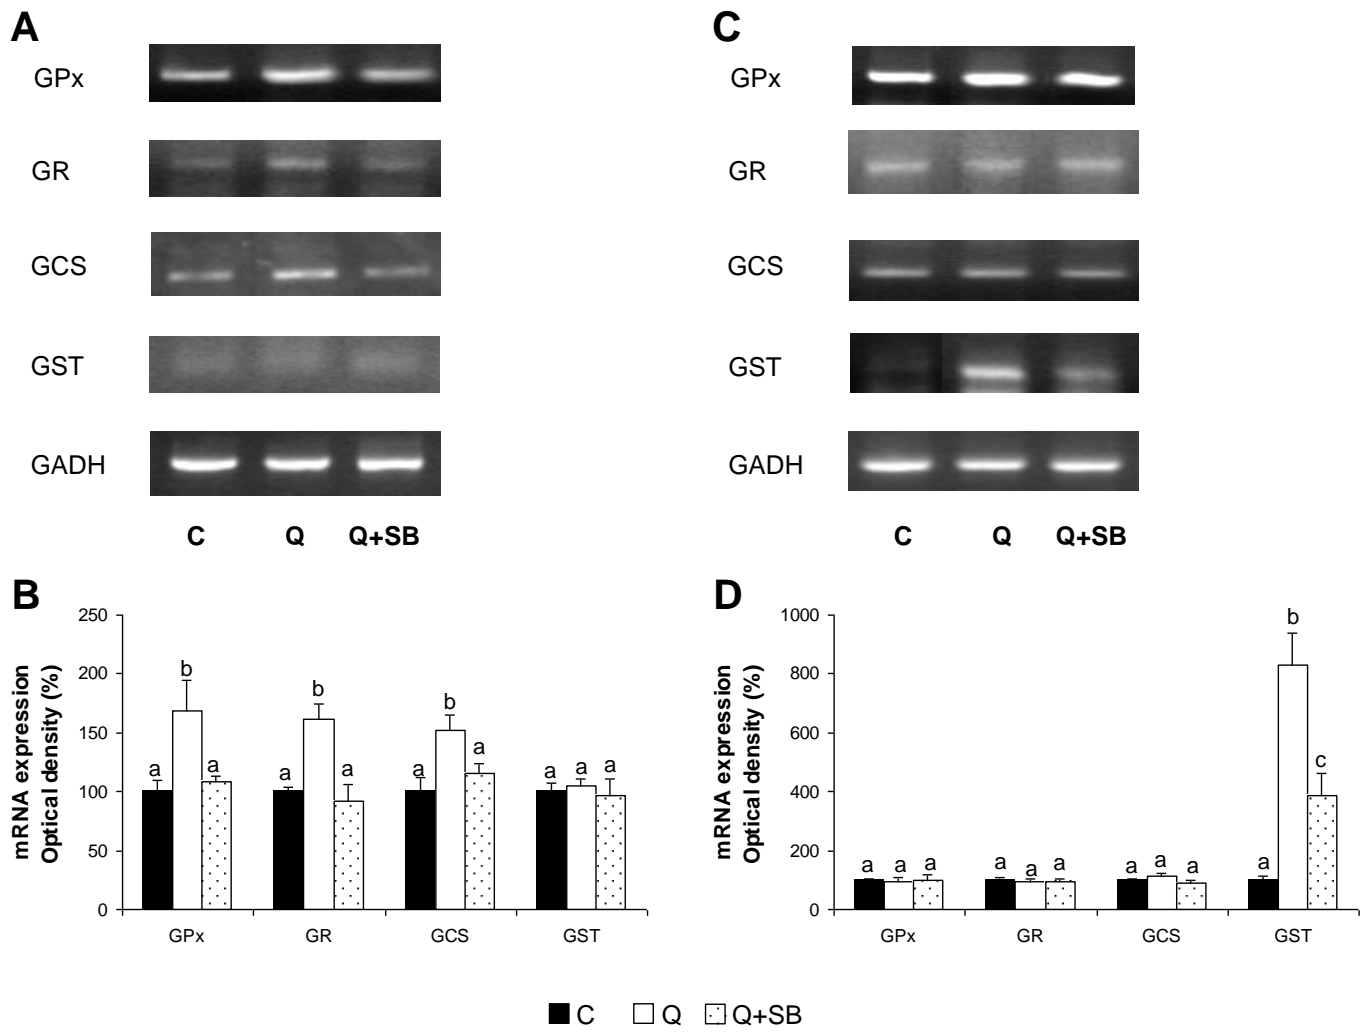 A
GPx
GR
GCS
GST
GADH
C Q Q+SB
C
GPx
GR
GCS
GST
GADH
C Q Q+SB
B
mRNA expression
Optical density (%)
250
200
150
100
50
0
a b a
a b a
a b a
a a a
GPx GR GCS GST
D
mRNA expression
Optical density (%)
1000
800
600
400
200
0
a a a
a a a
a a a
a b c
GPx GR GCS GST
C Q Q+SB